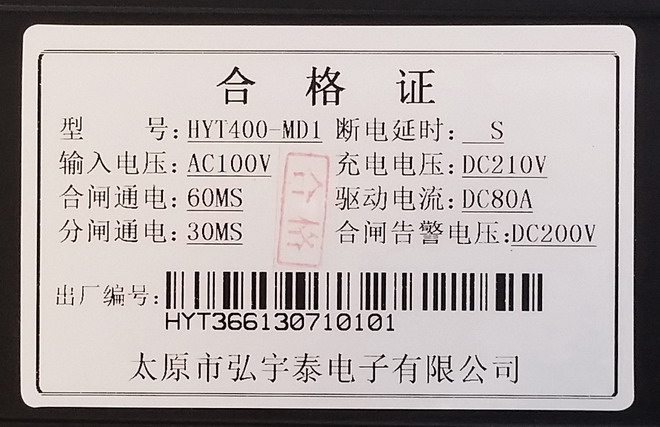 合格证
型 号: HYT400-MD1 断电延时: S
输入电压: AC100V 充电电压: DC210V
合闸通电: 60MS 驱动电流: DC80A
分闸通电: 30MS 合闸告警电压: DC200V
合格
出厂编号:
HYT366130710101
太原市弘宇泰电子有限公司